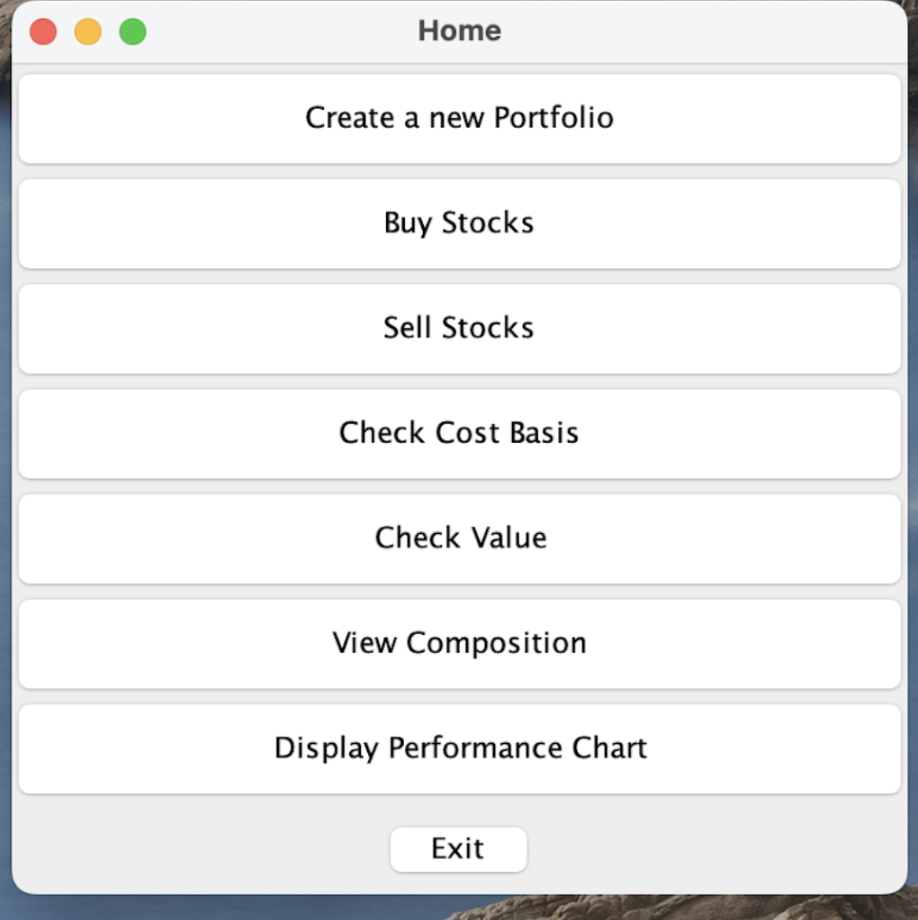 Home
Create a new Portfolio
Buy Stocks
Sell Stocks
Check Cost Basis
Check Value
View Composition
Display Performance Chart
Exit